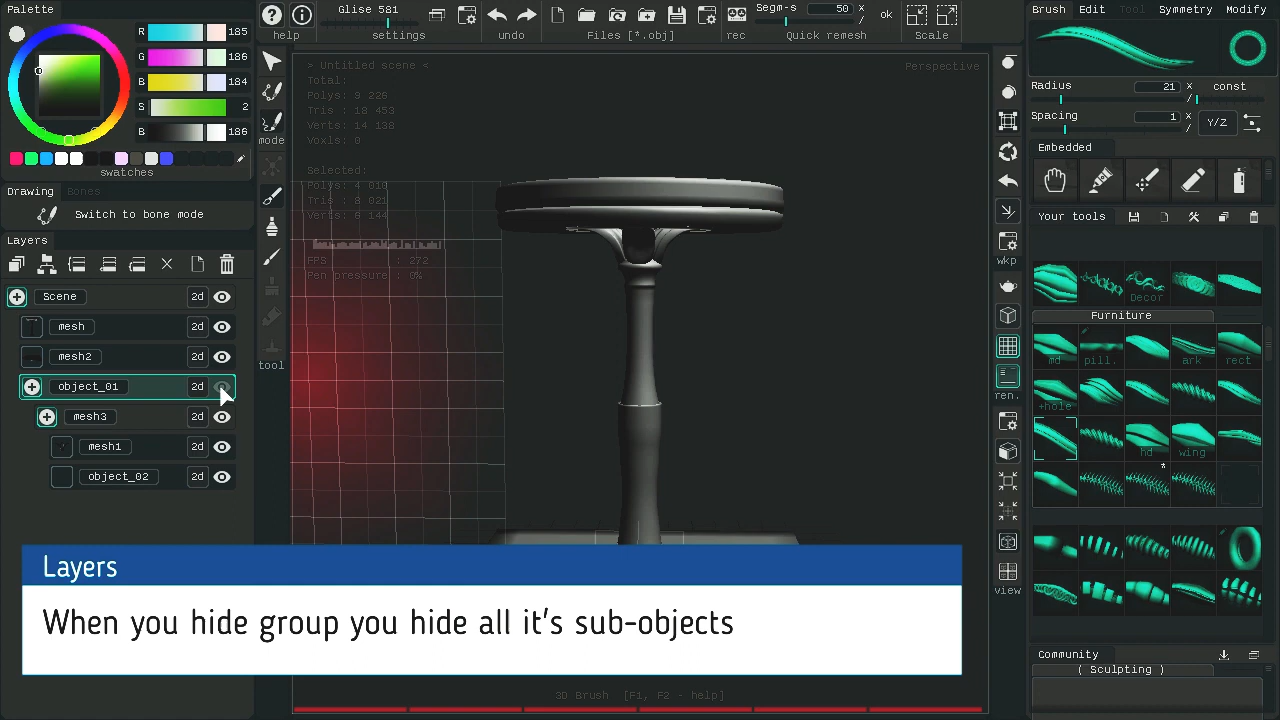 Palette
R 185
G 186
B 184
S 2
B 186
swatches
Drawing Bones
Switch to bone mode
Layers
Scene 2d
mesh 2d
mesh2 2d
object_01 2d
mesh3 2d
mesh1 2d
object_02 2d
help
Glise 581
settings
undo
Files [*.obj]
rec
Segm-s 50 x
/
ok
Quick remesh
Scale
mode
tool
> Untitled scene <
Total:
Polys: 9 226
Tris : 18 453
Verts: 14 138
Voxls: 0
Selected:
Polys: 4 018
Tris : 8 021
Verts: 6 144
FPS : 272
Pen pressure : 0%
Perspective
Layers
When you hide group you hide all it's sub-objects
3D Brush [F1, F2 - help]
wkp
ren.
view
Brush Edit Tool Symmetry Modify
Radius 21 x
/
const
Spacing 1 x
/
Y/Z
Embedded
Your tools
Decor
Furniture
md pill. ark rect
+hole
hd wing
*
Community
( Sculpting )